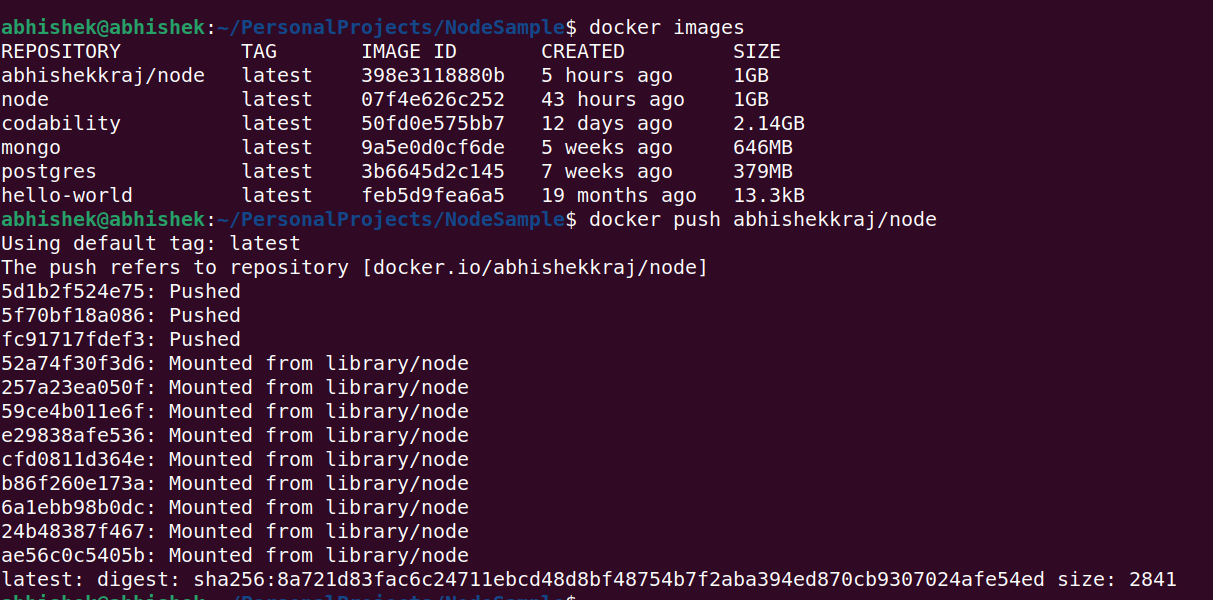 abhishek@abhishek:~/PersonalProjects/NodeSample$ docker images
REPOSITORY          TAG       IMAGE ID       CREATED         SIZE
abhishekkraj/node   latest    398e3118880b   5 hours ago     1GB
node                latest    07f4e626c252   43 hours ago    1GB
codability          latest    50fd0e575bb7   12 days ago     2.14GB
mongo               latest    9a5e0d0cf6de   5 weeks ago     646MB
postgres            latest    3b6645d2c145   7 weeks ago     379MB
hello-world         latest    feb5d9fea6a5   19 months ago   13.3kB
abhishek@abhishek:~/PersonalProjects/NodeSample$ docker push abhishekkraj/node
Using default tag: latest
The push refers to repository [docker.io/abhishekkraj/node]
5d1b2f524e75: Pushed
5f70bf18a086: Pushed
fc91717fdef3: Pushed
52a74f30f3d6: Mounted from library/node
257a23ea050f: Mounted from library/node
59ce4b011e6f: Mounted from library/node
e29838afe536: Mounted from library/node
cfd0811d364e: Mounted from library/node
b86f260e173a: Mounted from library/node
6a1ebb98b0dc: Mounted from library/node
24b48387f467: Mounted from library/node
ae56c0c5405b: Mounted from library/node
latest: digest: sha256:8a721d83fac6c24711ebcd48d8bf48754b7f2aba394ed870cb9307024afe54ed size: 2841
abhishek@abhishek:~/PersonalProjects/NodeSample$